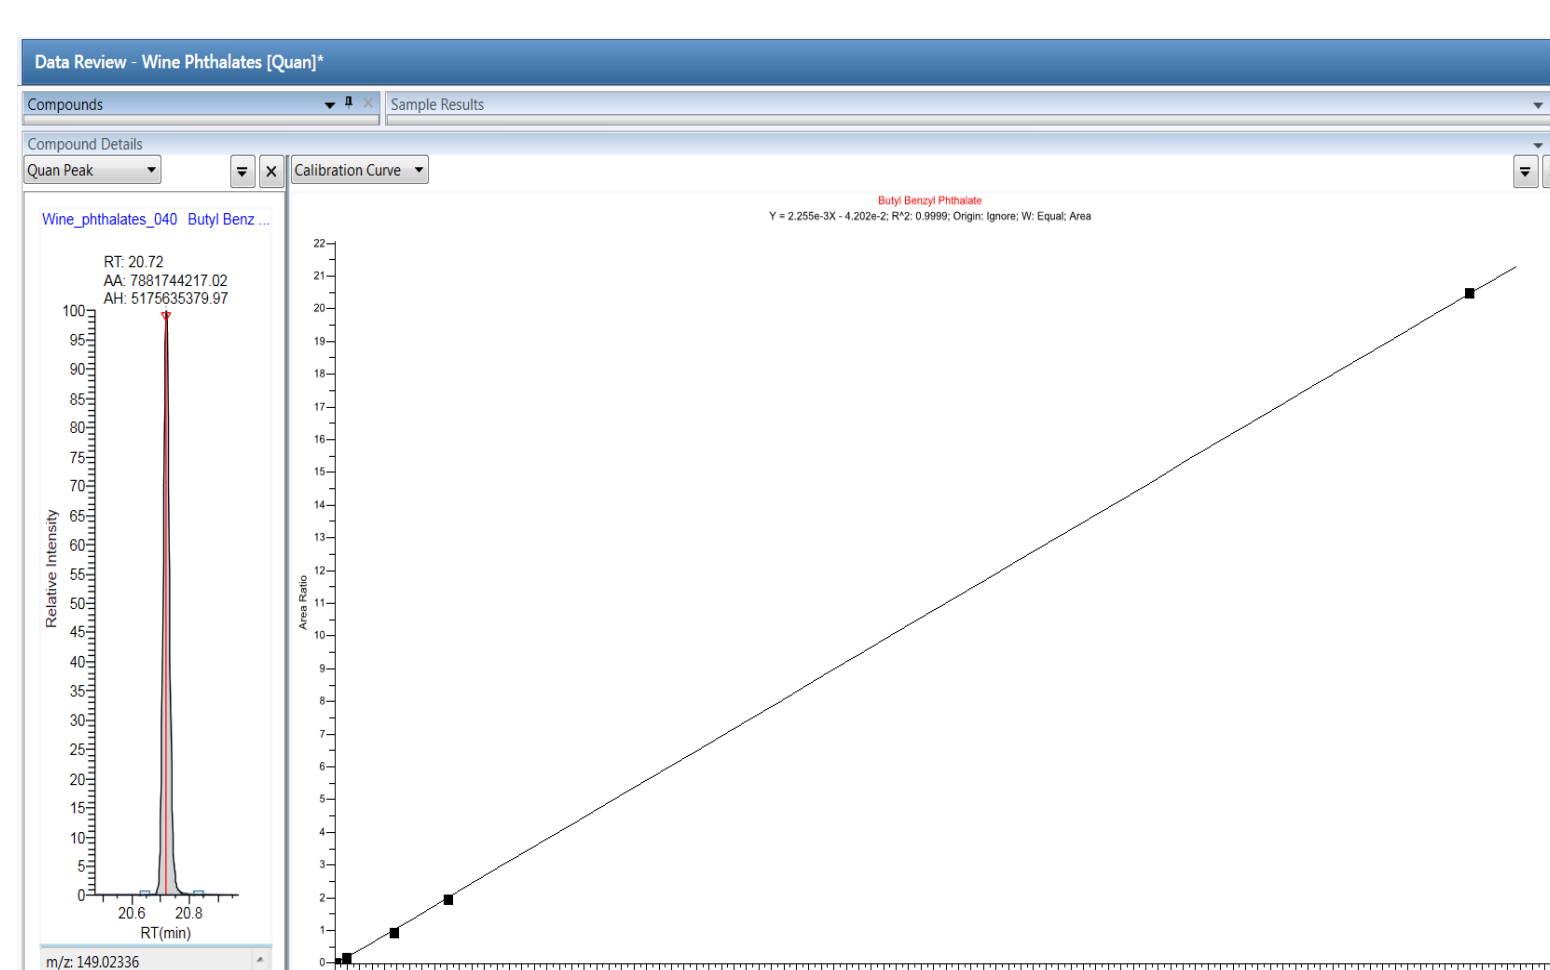 Data Review - Wine Phthalates [Quan]*
Compounds
Sample Results
Compound Details
Quan Peak
Calibration Curve
Wine_phthalates_040 Butyl Benz ...
RT: 20.72
AA: 7881744217.02
AH: 5175635379.97
100
95
90
85
80
75
70
65
60
55
50
45
40
35
30
25
20
15
10
5
0
Relative Intensity
20.6 20.8
RT(min)
m/z: 149.02336
Butyl Benzyl Phthalate
Y = 2.255e-3X - 4.202e-2; R^2: 0.9999; Origin: Ignore; W: Equal; Area
22
21
20
19
18
17
16
15
14
13
12
11
10
9
8
7
6
5
4
3
2
1
0
Area Ratio